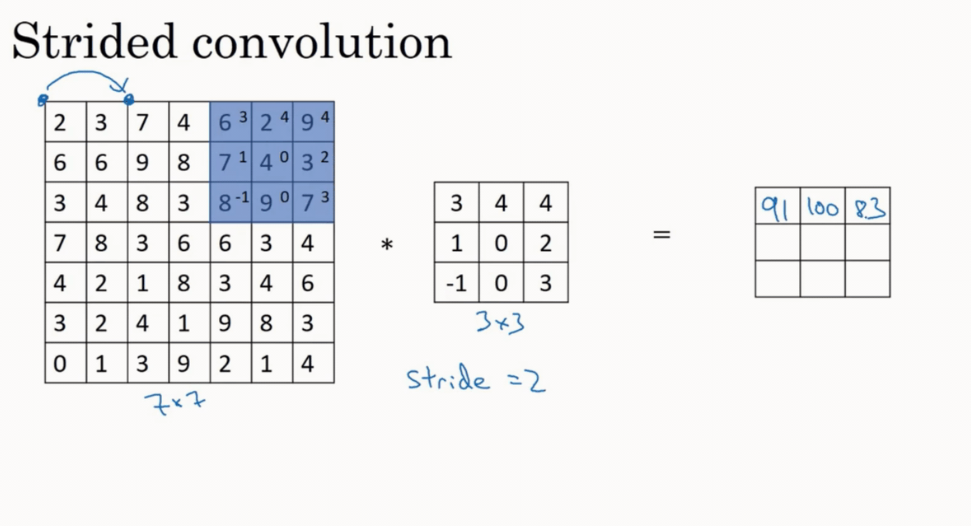 Strided convolution
2 3 7 4 6 3 2 4 9 4
6 6 9 8 7 1 4 0 3 2
3 4 8 3 8 -1 9 0 7 3
7 8 3 6 6 3 4
4 2 1 8 3 4 6
3 2 4 1 9 8 3
0 1 3 9 2 1 4
7×7
*
3 4 4
1 0 2
-1 0 3
3×3
stride = 2
=
91 100 83